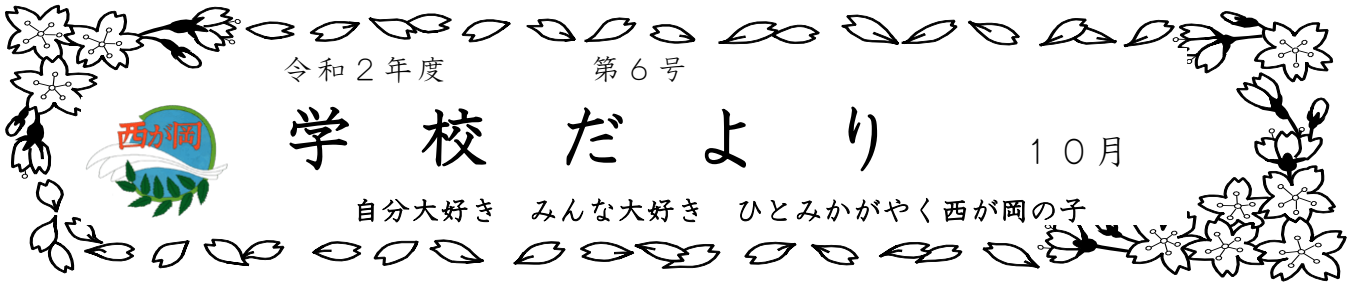 令和２年度　第６号
西が岡
学校だより　１０月
自分大好き　みんな大好き　ひとみかがやく西が岡の子